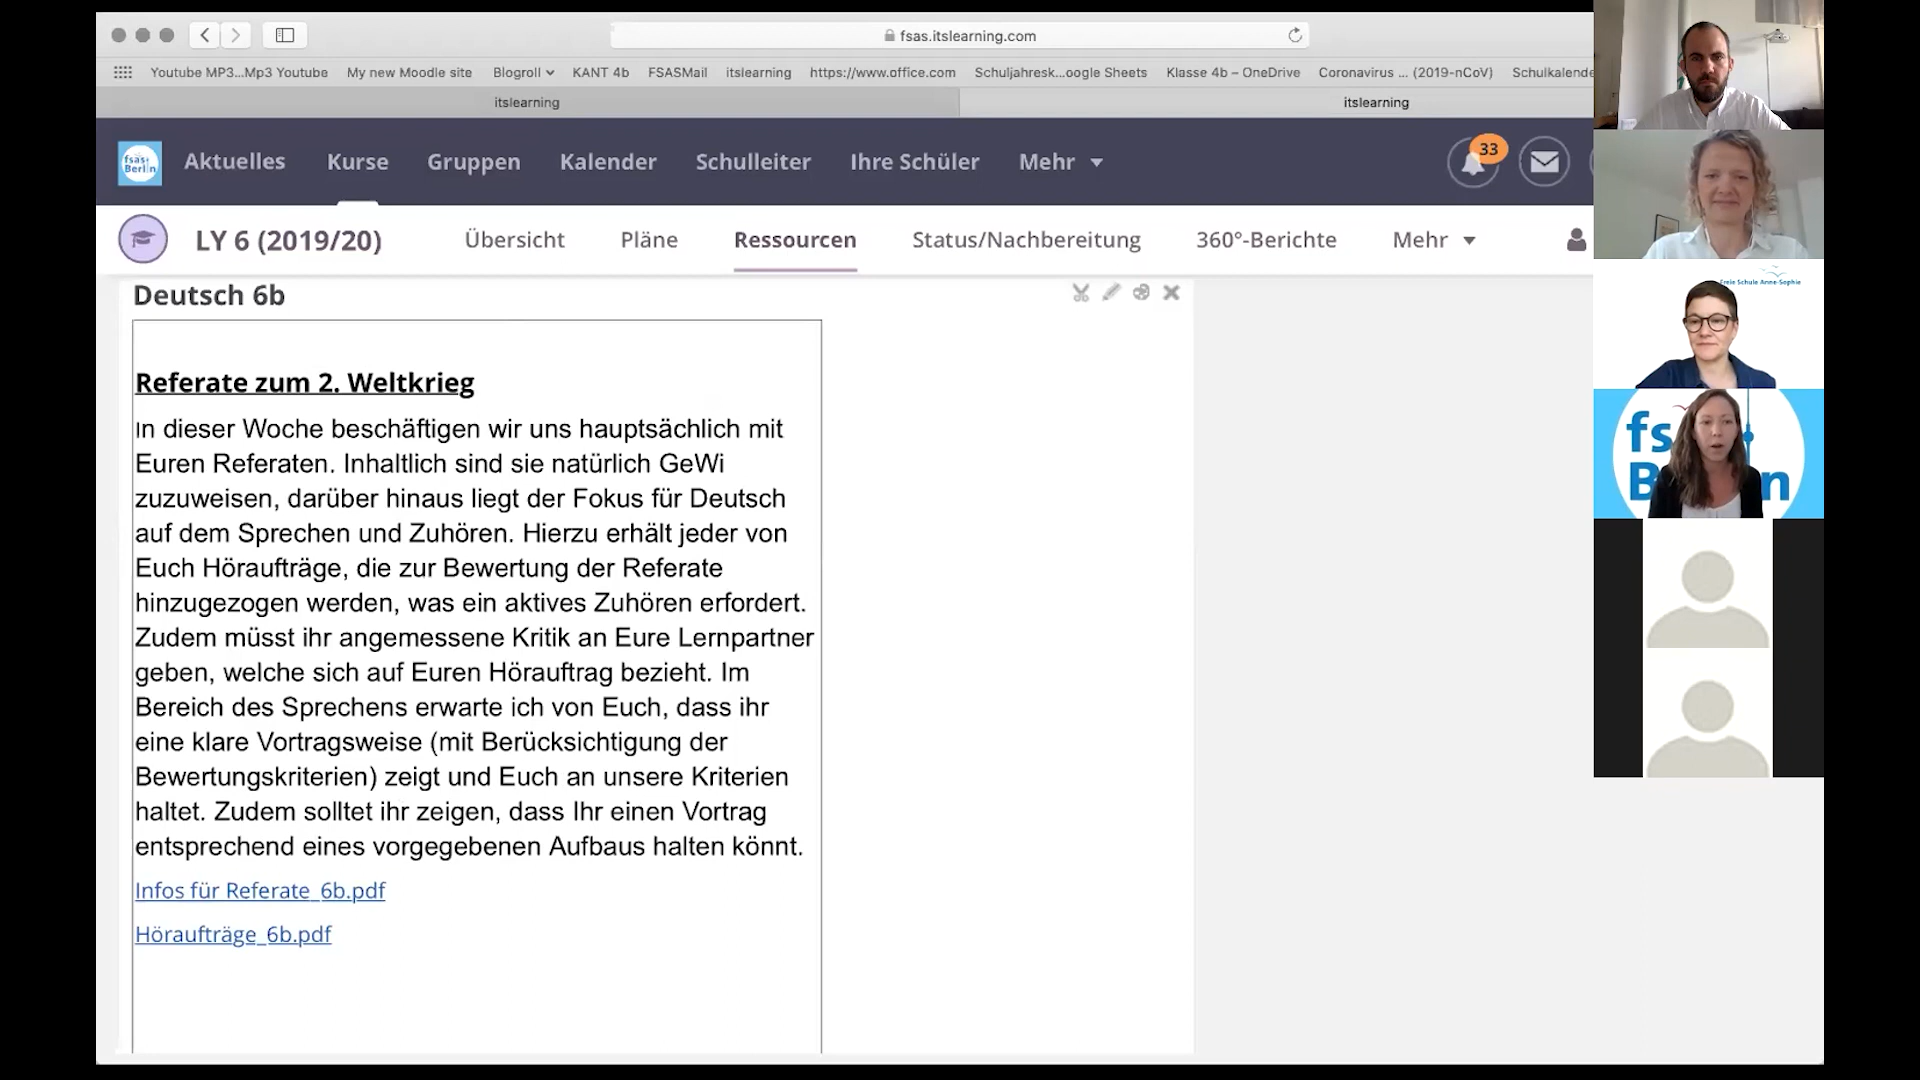 fsas.itslearning.com
Youtube MP3...Mp3 Youtube
My new Moodle site
Blogroll
KANT 4b
FSASMail
itslearning
https://www.office.com
Schuljahresk...oogle Sheets
Klasse 4b – OneDrive
Coronavirus ... (2019-nCoV)
Schulkalende
itslearning
itslearning
fsas
Berlin
Aktuelles
Kurse
Gruppen
Kalender
Schulleiter
Ihre Schüler
Mehr
33
LY 6 (2019/20)
Übersicht
Pläne
Ressourcen
Status/Nachbereitung
360°-Berichte
Mehr
Deutsch 6b
Referate zum 2. Weltkrieg
In dieser Woche beschäftigen wir uns hauptsächlich mit
Euren Referaten. Inhaltlich sind sie natürlich GeWi
zuzuweisen, darüber hinaus liegt der Fokus für Deutsch
auf dem Sprechen und Zuhören. Hierzu erhält jeder von
Euch Höraufträge, die zur Bewertung der Referate
hinzugezogen werden, was ein aktives Zuhören erfordert.
Zudem müsst ihr angemessene Kritik an Eure Lernpartner
geben, welche sich auf Euren Hörauftrag bezieht. Im
Bereich des Sprechens erwarte ich von Euch, dass ihr
eine klare Vortragsweise (mit Berücksichtigung der
Bewertungskriterien) zeigt und Euch an unsere Kriterien
haltet. Zudem solltet ihr zeigen, dass Ihr einen Vortrag
entsprechend eines vorgegebenen Aufbaus halten könnt.
Infos für Referate_6b.pdf
Höraufträge_6b.pdf
Freie Schule Anne-Sophie
fs
B n